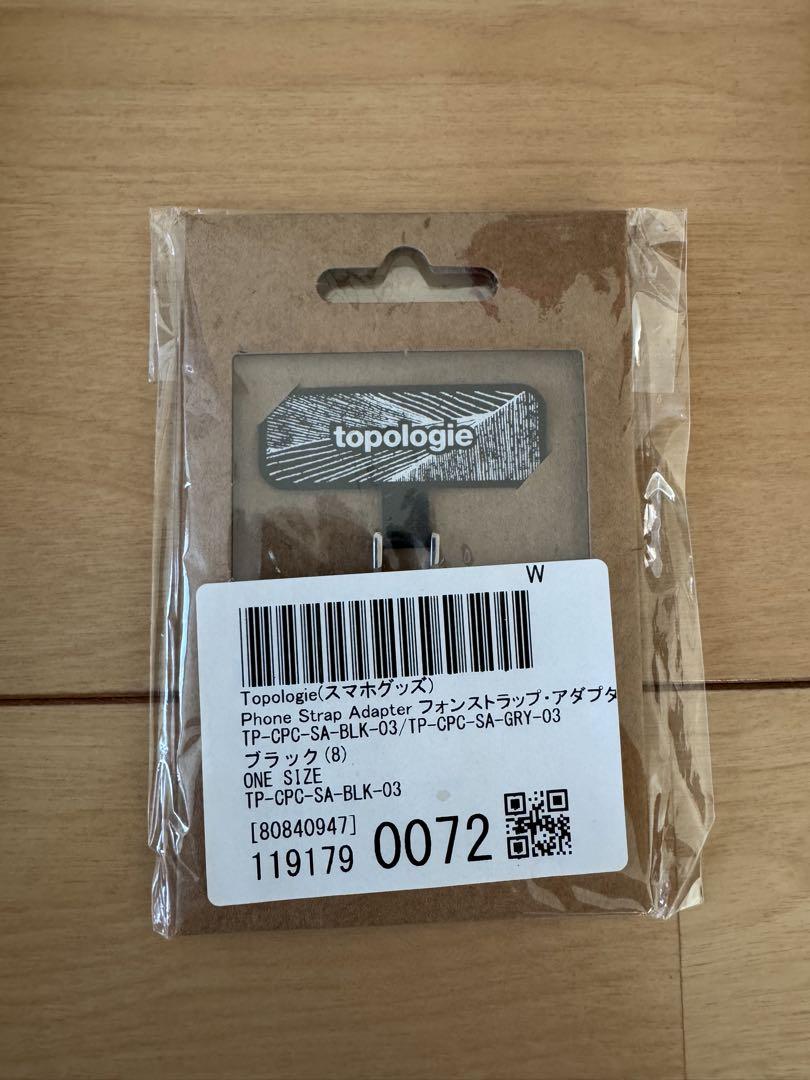 topologie
W
Topologie(スマホグッズ)
Phone Strap Adapter フォンストラップ・アダプタ
TP-CPC-SA-BLK-03/TP-CPC-SA-GRY-03
ブラック(8)
ONE SIZE
TP-CPC-SA-BLK-03
[80840947]
119179 0072